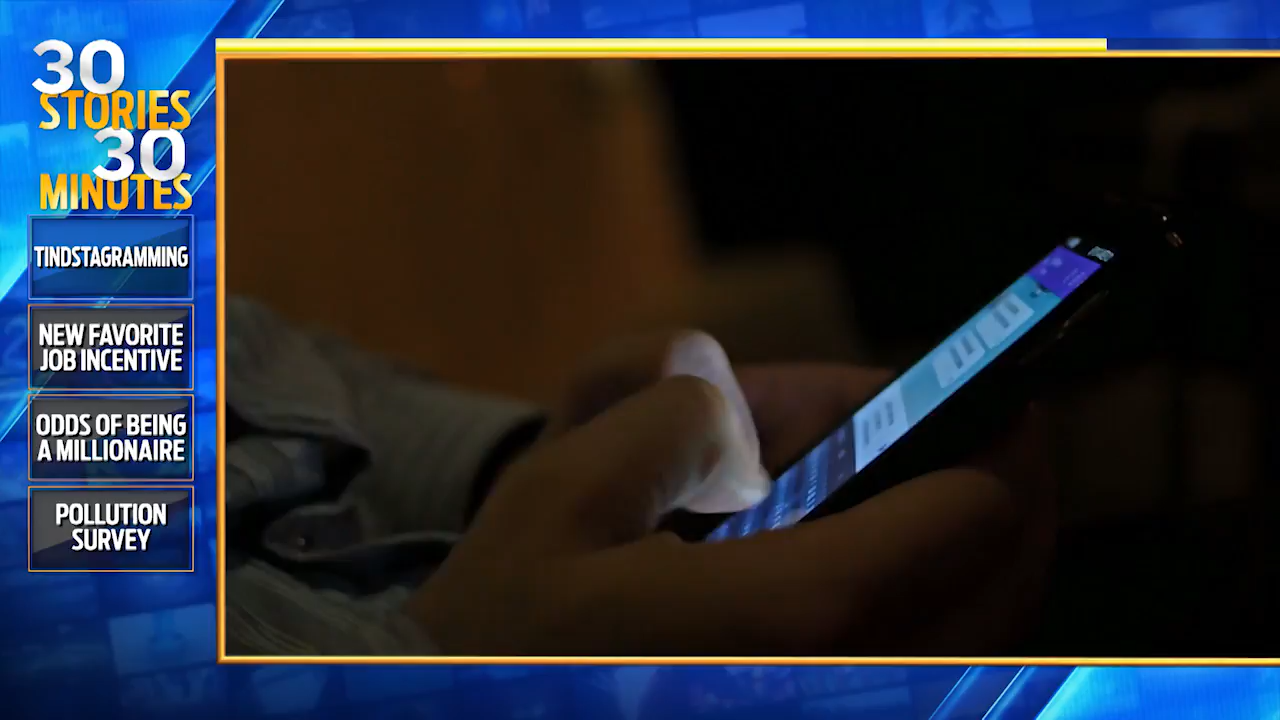 30
STORIES
30
MINUTES
TINDSTAGRAMMING
NEW FAVORITE
JOB INCENTIVE
ODDS OF BEING
A MILLIONAIRE
POLLUTION
SURVEY